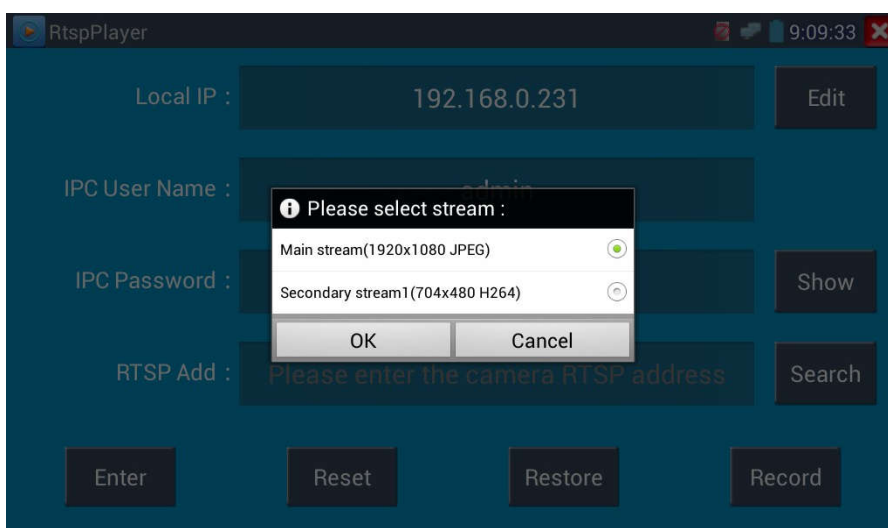 RtspPlayer 9:09:33
Local IP : 192.168.0.231 Edit
IPC User Name : admin
Please select stream :
Main stream(1920x1080 JPEG)
IPC Password : Show
Secondary stream1(704x480 H264)
OK Cancel
RTSP Add : Please enter the camera RTSP address Search
Enter Reset Restore Record